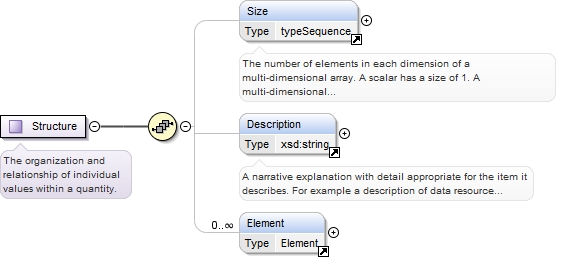 Size
Type typeSequence
The number of elements in each dimension of a
multi-dimensional array. A scalar has a size of 1. A
multi-dimensional...
Structure
The organization and
relationship of individual
values within a quantity.
Description
Type xsd:string
A narrative explanation with detail appropriate for the item it
describes. For example a description of data resource...
0..∞
Element
Type Element